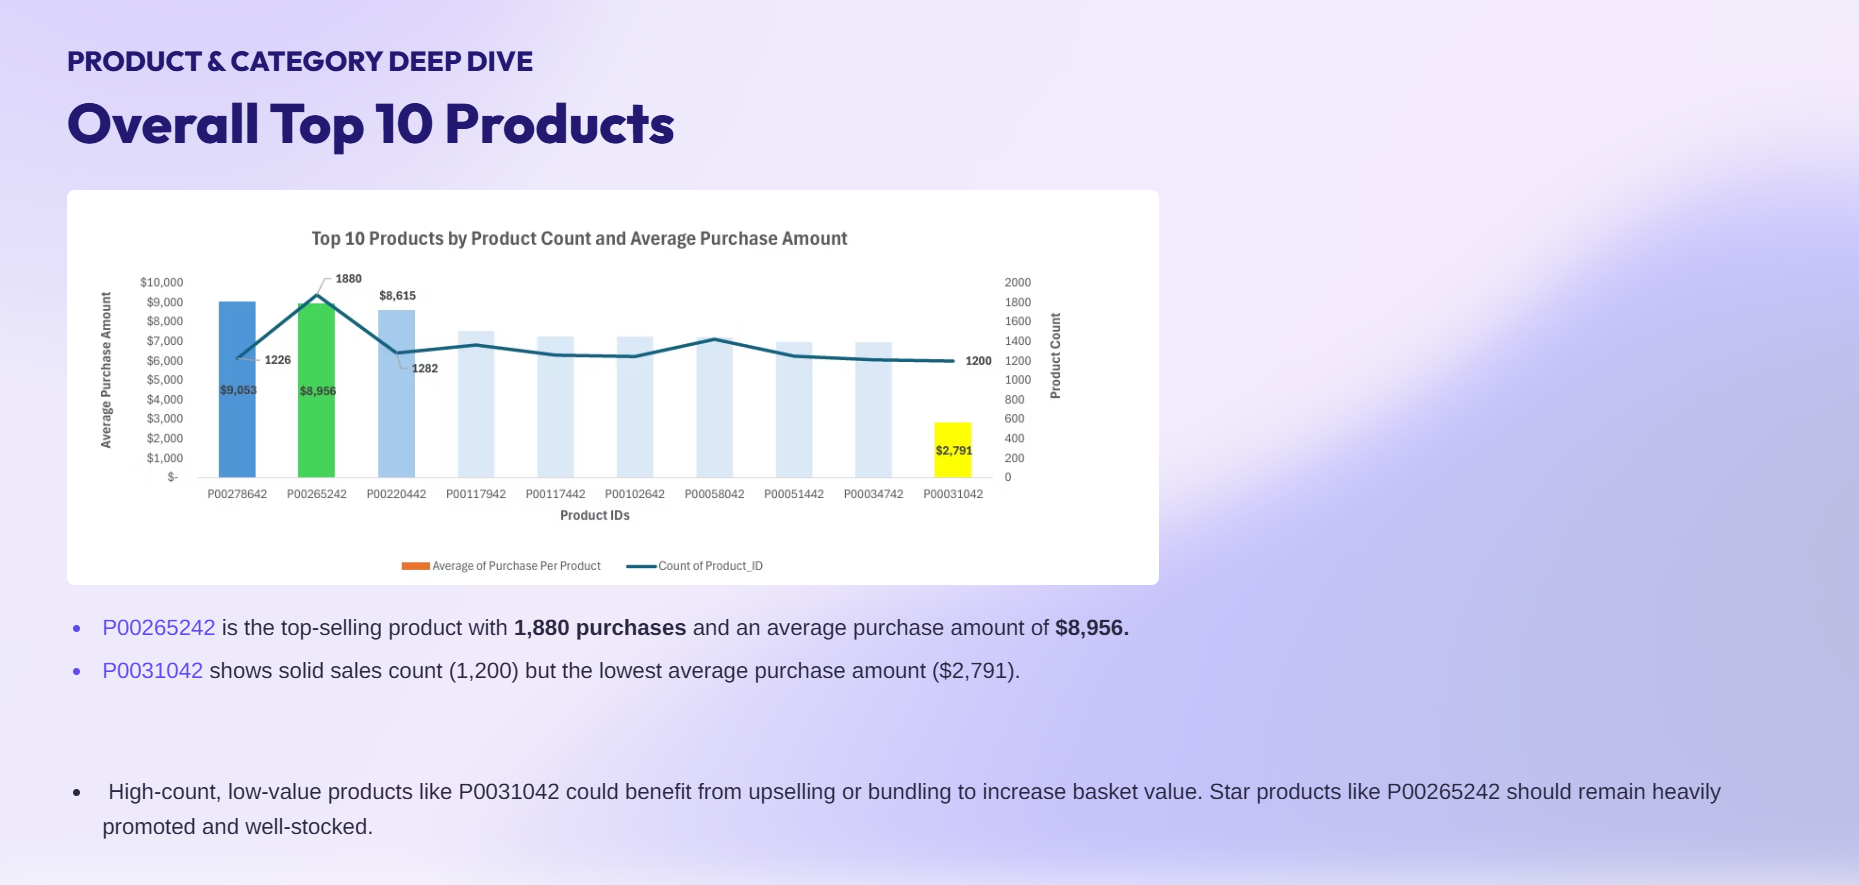 PRODUCT & CATEGORY DEEP DIVE
Overall Top 10 Products
Top 10 Products by Product Count and Average Purchase Amount
Average Purchase Amount
$10,000
$9,000
$8,000
$7,000
$6,000
$5,000
$4,000
$3,000
$2,000
$1,000
$-
1880
$8,615
1226
1282
$9,053
$8,956
1200
$2,791
2000
1800
1600
1400
1200
1000
800
600
400
200
0
Product Count
P00278642 P00265242 P00220442 P00117942 P00117442 P00102642 P00058042 P00051442 P00034742 P00031042
Product IDs
Average of Purchase Per Product Count of Product_ID
• P00265242 is the top-selling product with 1,880 purchases and an average purchase amount of $8,956.
• P0031042 shows solid sales count (1,200) but the lowest average purchase amount ($2,791).
• High-count, low-value products like P0031042 could benefit from upselling or bundling to increase basket value. Star products like P00265242 should remain heavily
promoted and well-stocked.